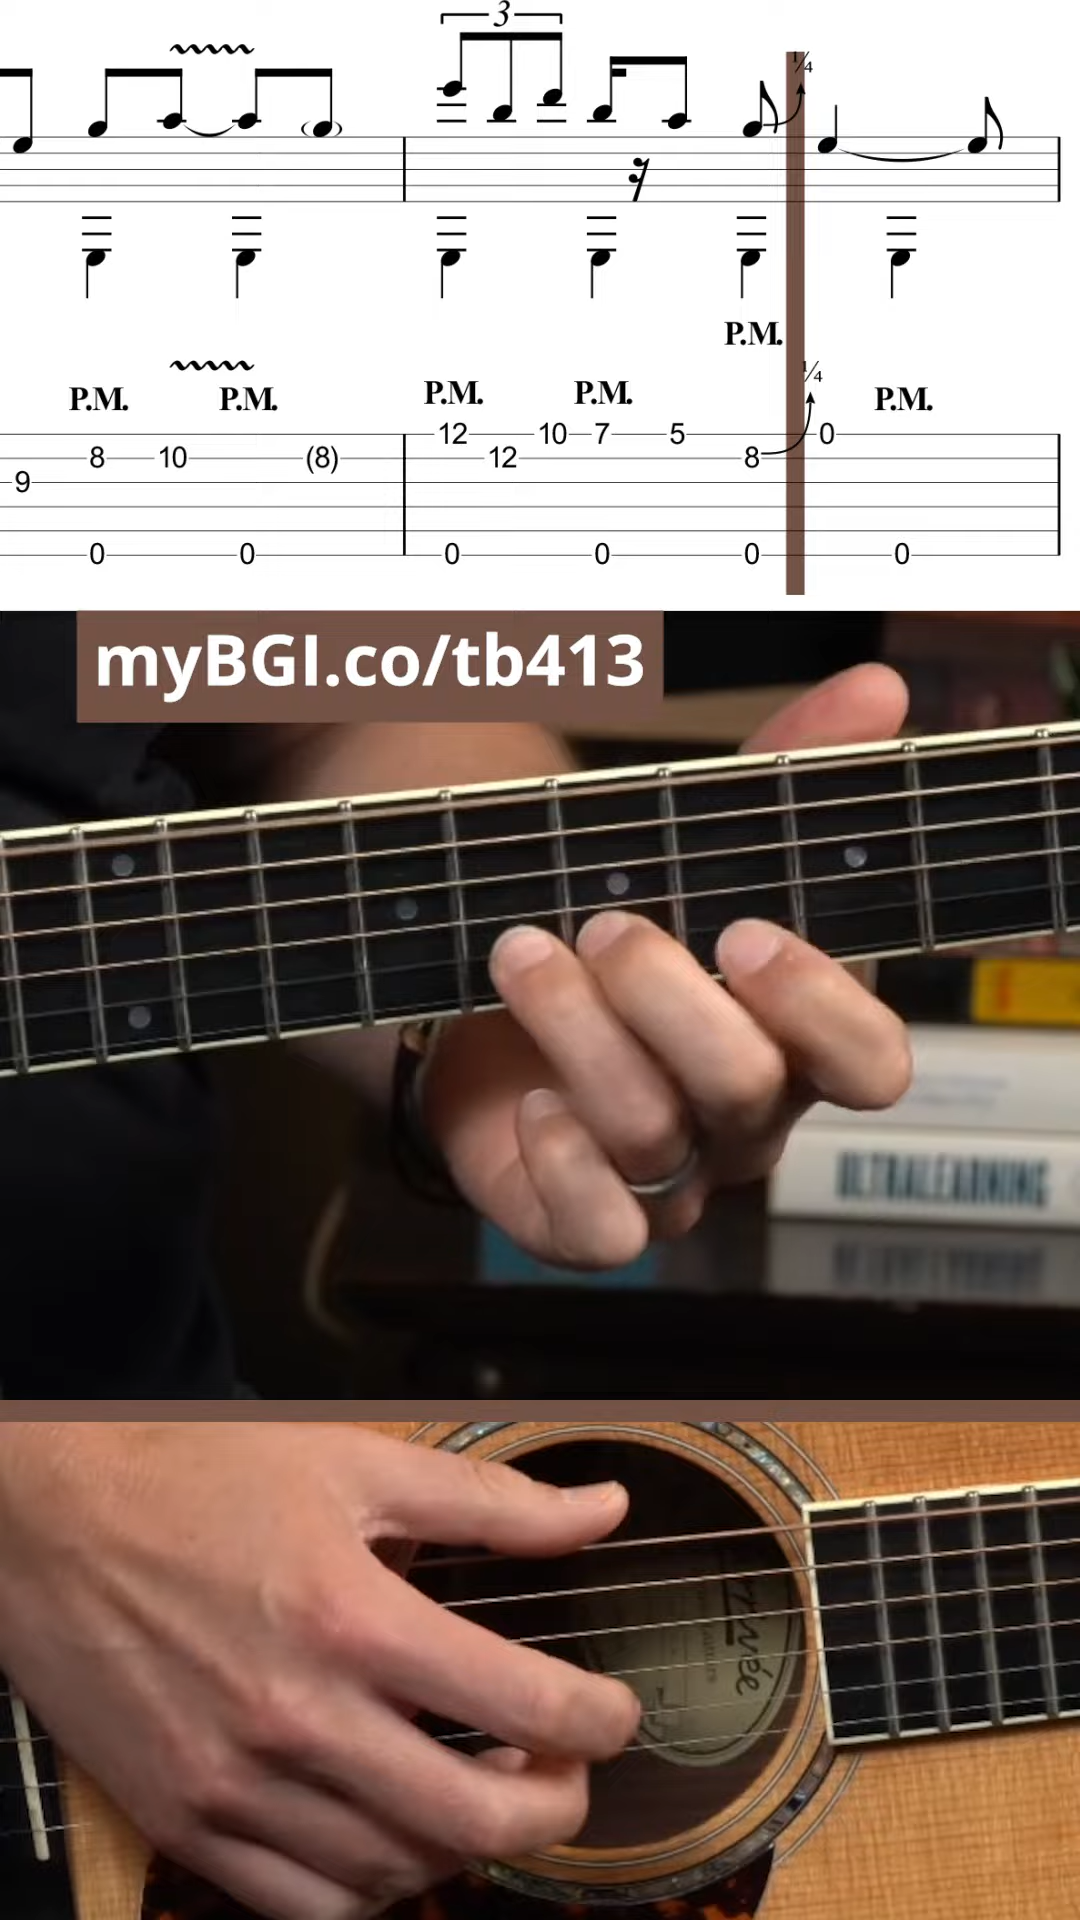 3
1/4
P.M.
1/4
P.M. P.M. P.M. P.M. P.M.
12 10 7 5 0
8 10 (8) 12 8
9
0 0 0 0 0 0
myBGI.co/tb413
ULTRALEARNING